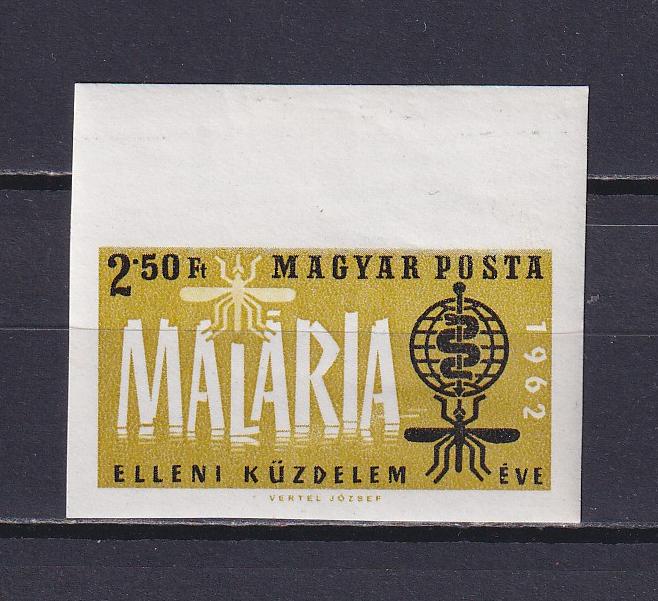 2·50 Ft MAGYAR POSTA
MALÁRIA
1962
ELLENI KÜZDELEM ÉVE
VERTEL JÓZSEF